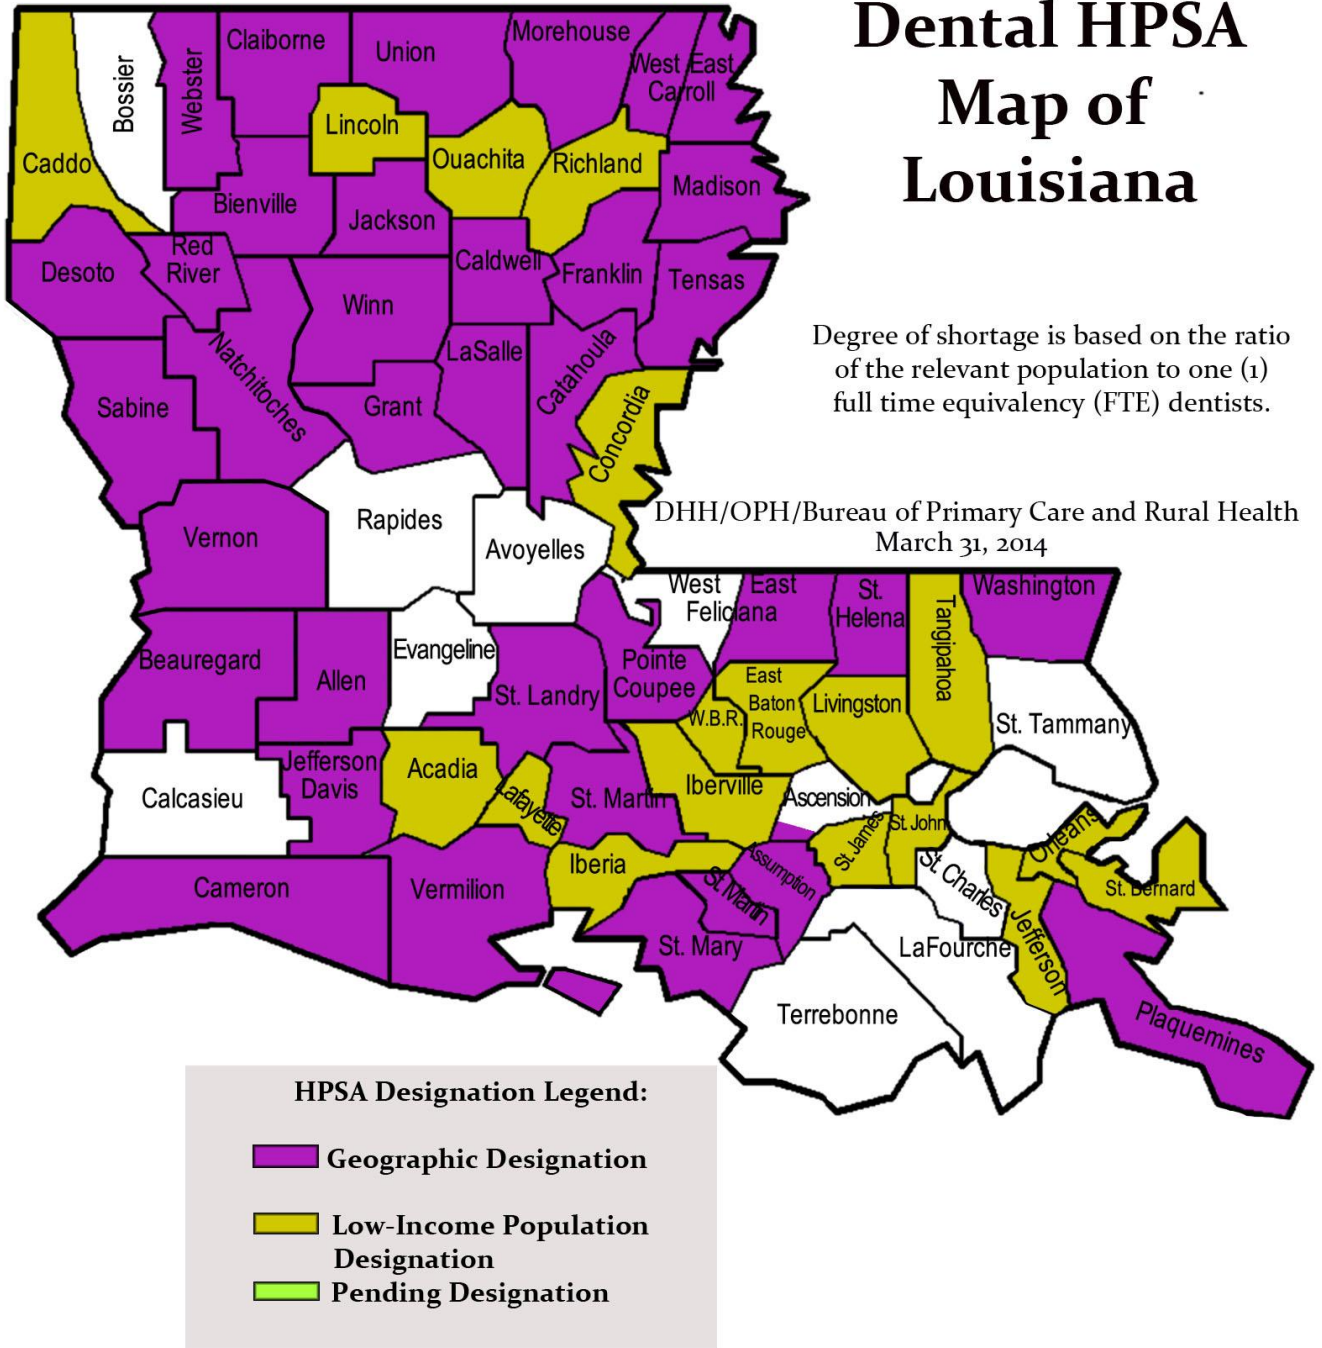 Dental HPSA
Map of
Louisiana
Degree of shortage is based on the ratio
of the relevant population to one (1)
full time equivalency (FTE) dentists.
DHH/OPH/Bureau of Primary Care and Rural Health
March 31, 2014
Caddo
Bossier
Webster
Claiborne
Union
Morehouse
West East
Carroll
Lincoln
Ouachita
Richland
Madison
Bienville
Jackson
Desoto
Red
River
Caldwell
Franklin
Tensas
Winn
Natchitoches
LaSalle
Catahoula
Sabine
Grant
Concordia
Vernon
Rapides
Avoyelles
West
Feliciana
East
St.
Helena
Tangipahoa
Washington
Beauregard
Allen
Evangeline
St. Landry
Pointe
Coupee
W.B.R.
East
Baton
Rouge
Livingston
St. Tammany
Calcasieu
Jefferson
Davis
Acadia
Lafayette
St. Martin
Iberville
Ascension
St. James
St. John
Orleans
Cameron
Vermilion
Iberia
Assumption
St. Martin
St. Charles
St. Bernard
St. Mary
LaFourche
Jefferson
Terrebonne
Plaquemines
HPSA Designation Legend:
Geographic Designation
Low-Income Population
Designation
Pending Designation